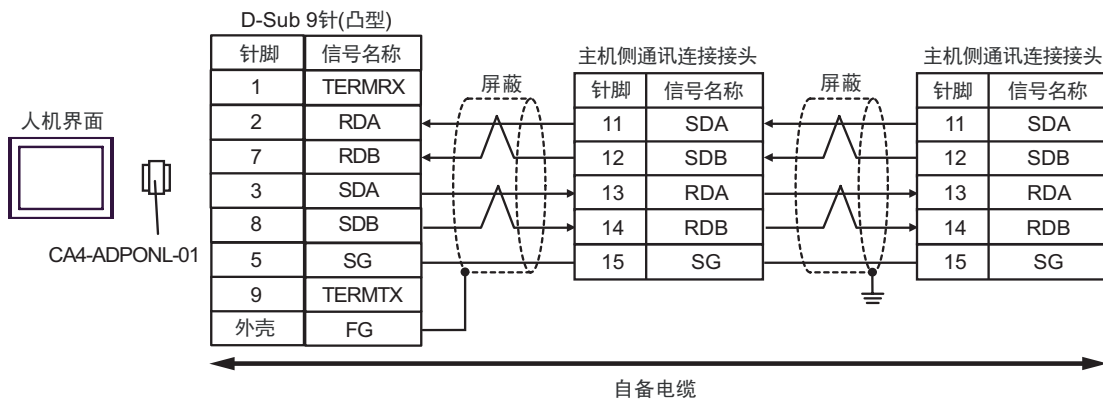 D-Sub 9针(凸型)
针脚 信号名称
1 TERMRX
2 RDA
7 RDB
3 SDA
8 SDB
5 SG
9 TERMTX
外壳 FG
人机界面
CA4-ADPONL-01
屏蔽
主机侧通讯连接接头
针脚 信号名称
11 SDA
12 SDB
13 RDA
14 RDB
15 SG
屏蔽
主机侧通讯连接接头
针脚 信号名称
11 SDA
12 SDB
13 RDA
14 RDB
15 SG
自备电缆